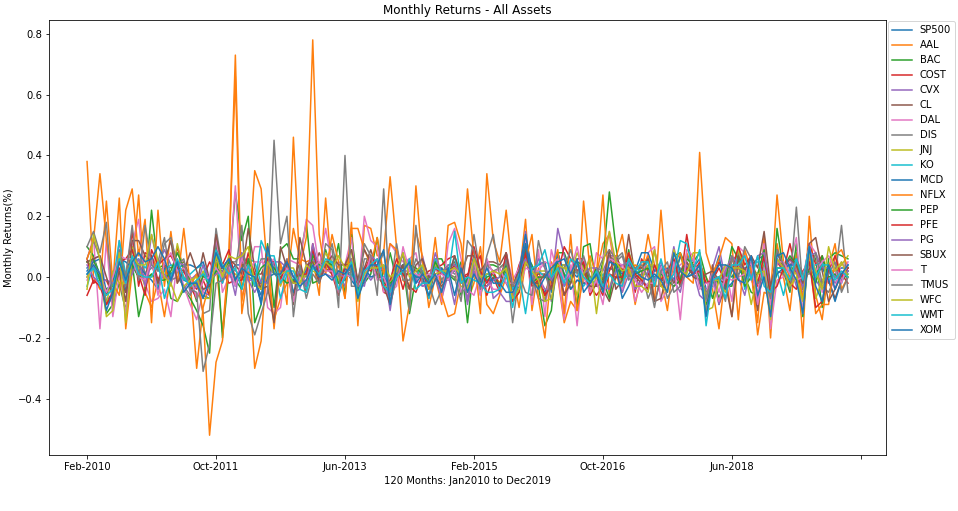 Monthly Returns - All Assets
Monthly Returns(%)
0.8
0.6
0.4
0.2
0.0
−0.2
−0.4
Feb-2010
Oct-2011
Jun-2013
Feb-2015
Oct-2016
Jun-2018
120 Months: Jan2010 to Dec2019
SP500
AAL
BAC
COST
CVX
CL
DAL
DIS
JNJ
KO
MCD
NFLX
PEP
PFE
PG
SBUX
T
TMUS
WFC
WMT
XOM